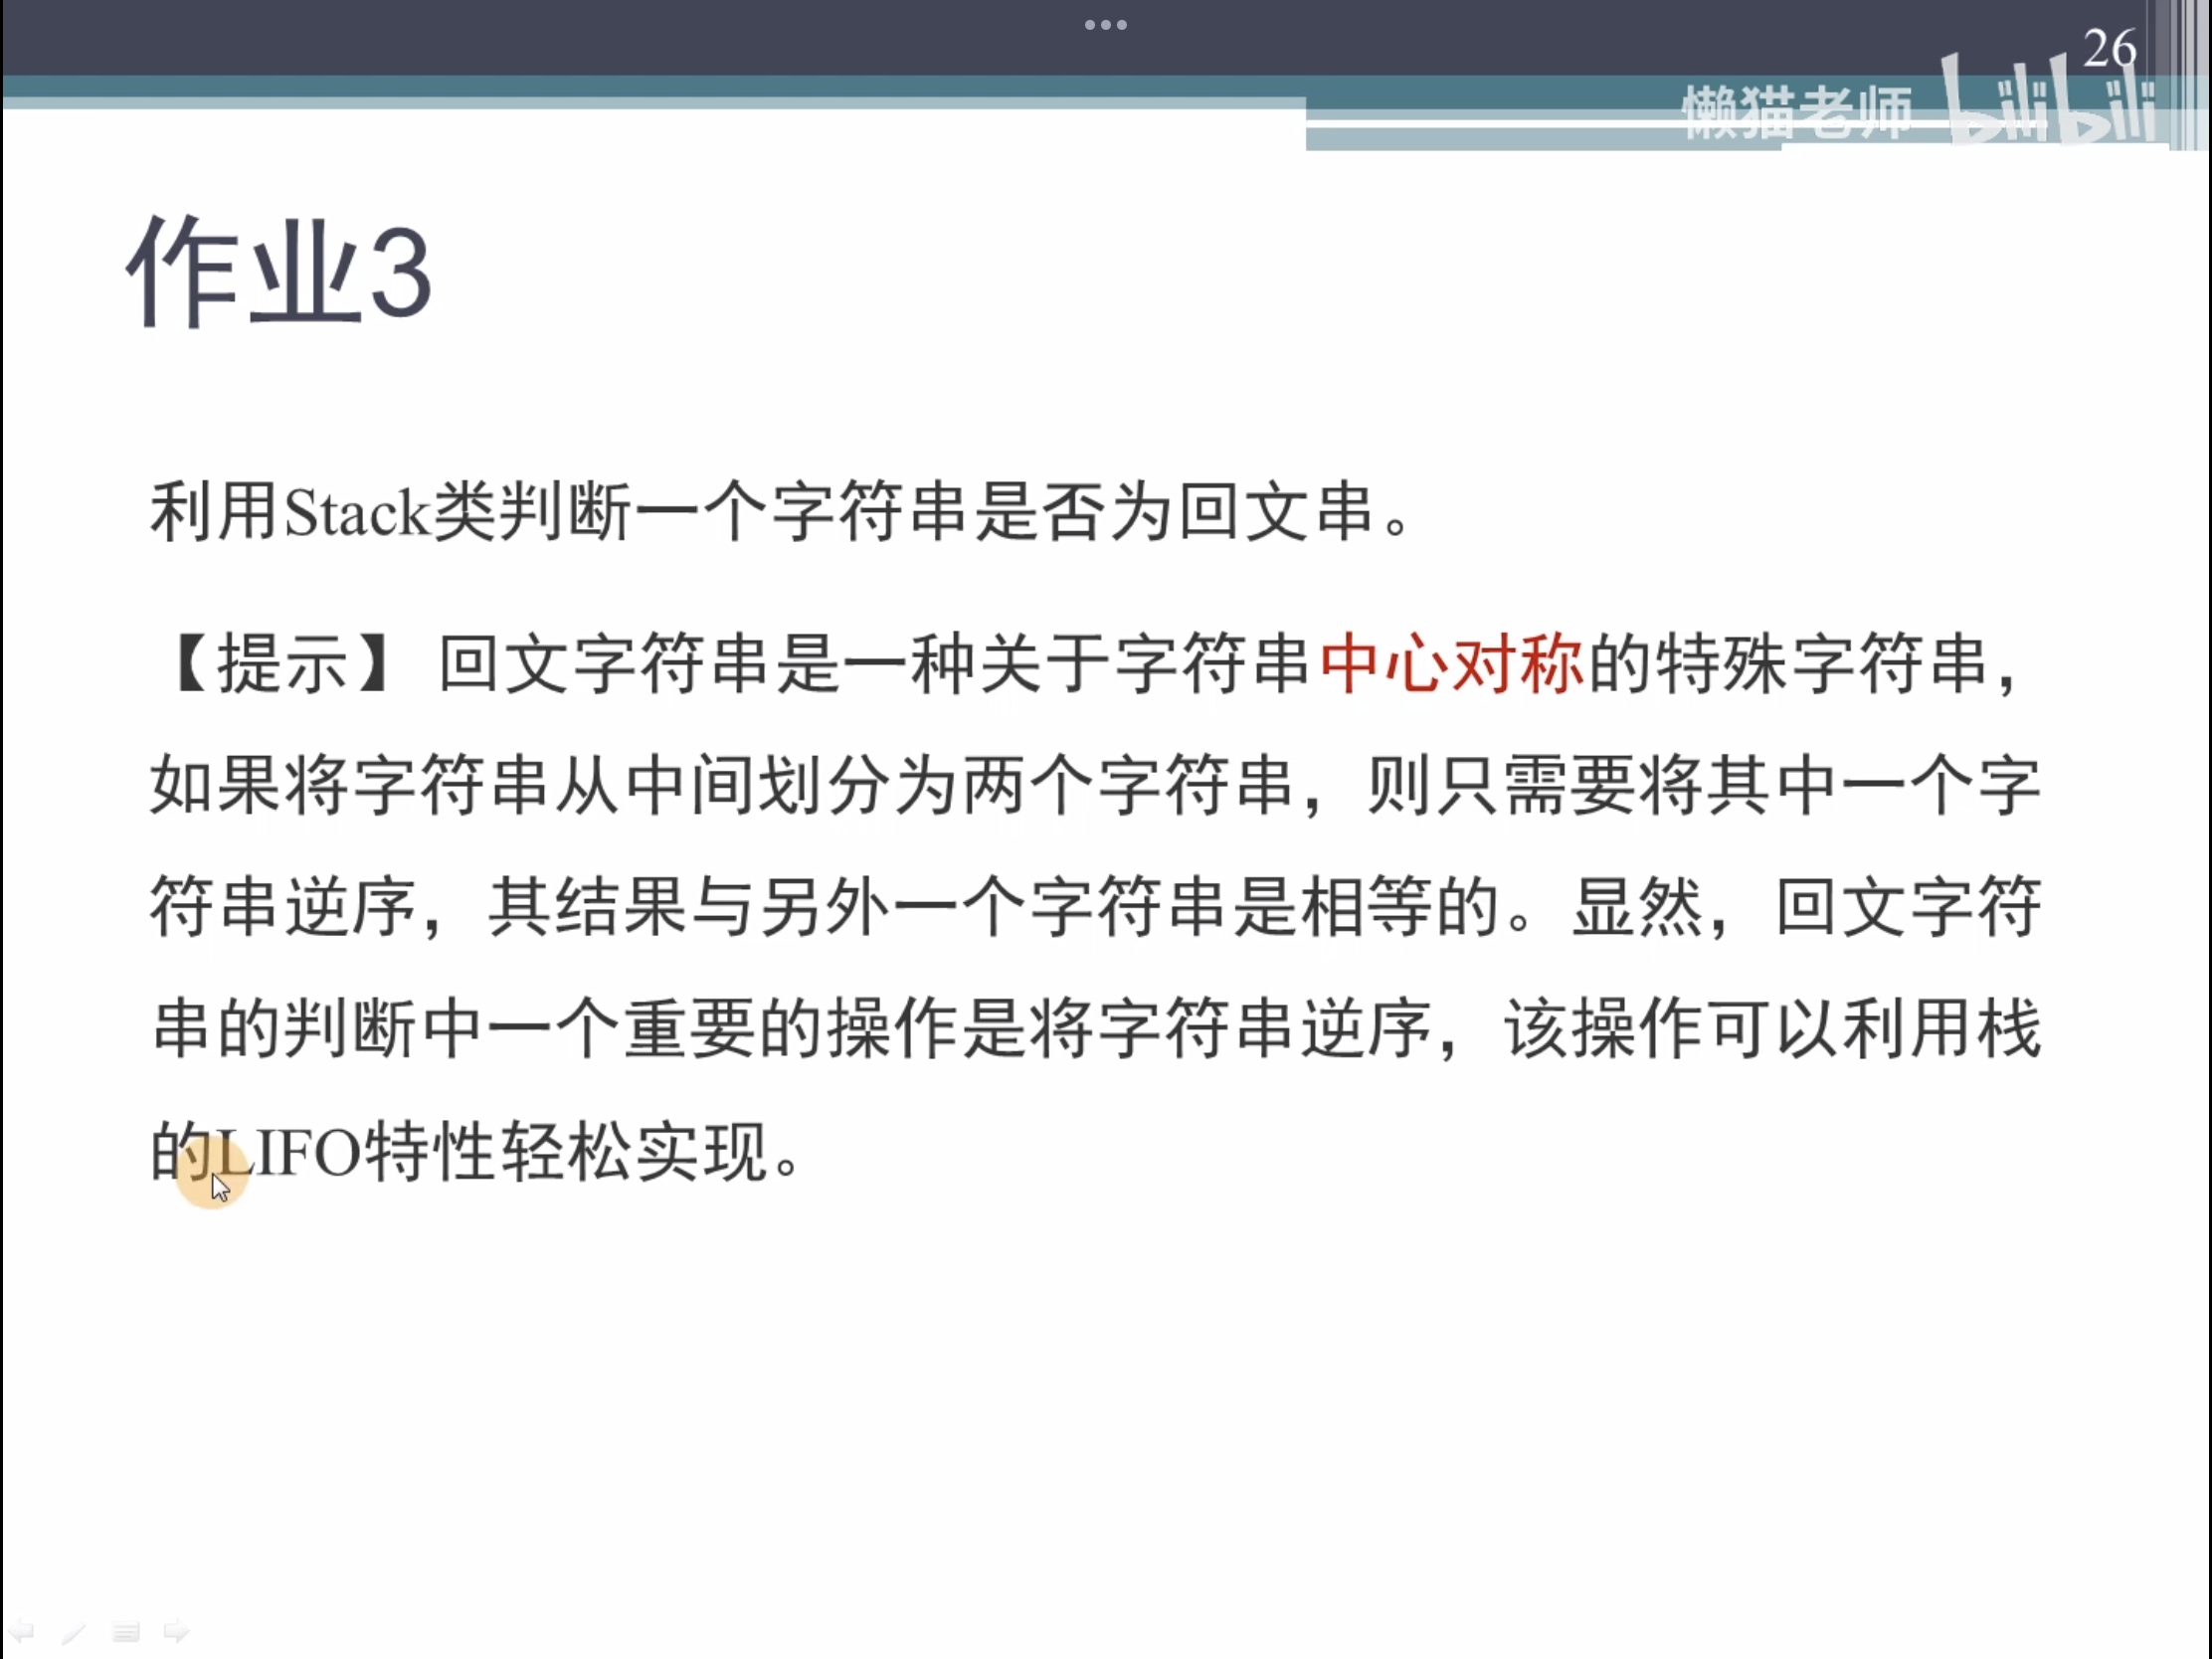 26
懒猫老师 bilibili
作业3
利用Stack类判断一个字符串是否为回文串。
【提示】 回文字符串是一种关于字符串中心对称的特殊字符串，
如果将字符串从中间划分为两个字符串，则只需要将其中一个字
符串逆序，其结果与另外一个字符串是相等的。显然，回文字符
串的判断中一个重要的操作是将字符串逆序，该操作可以利用栈
的LIFO特性轻松实现。